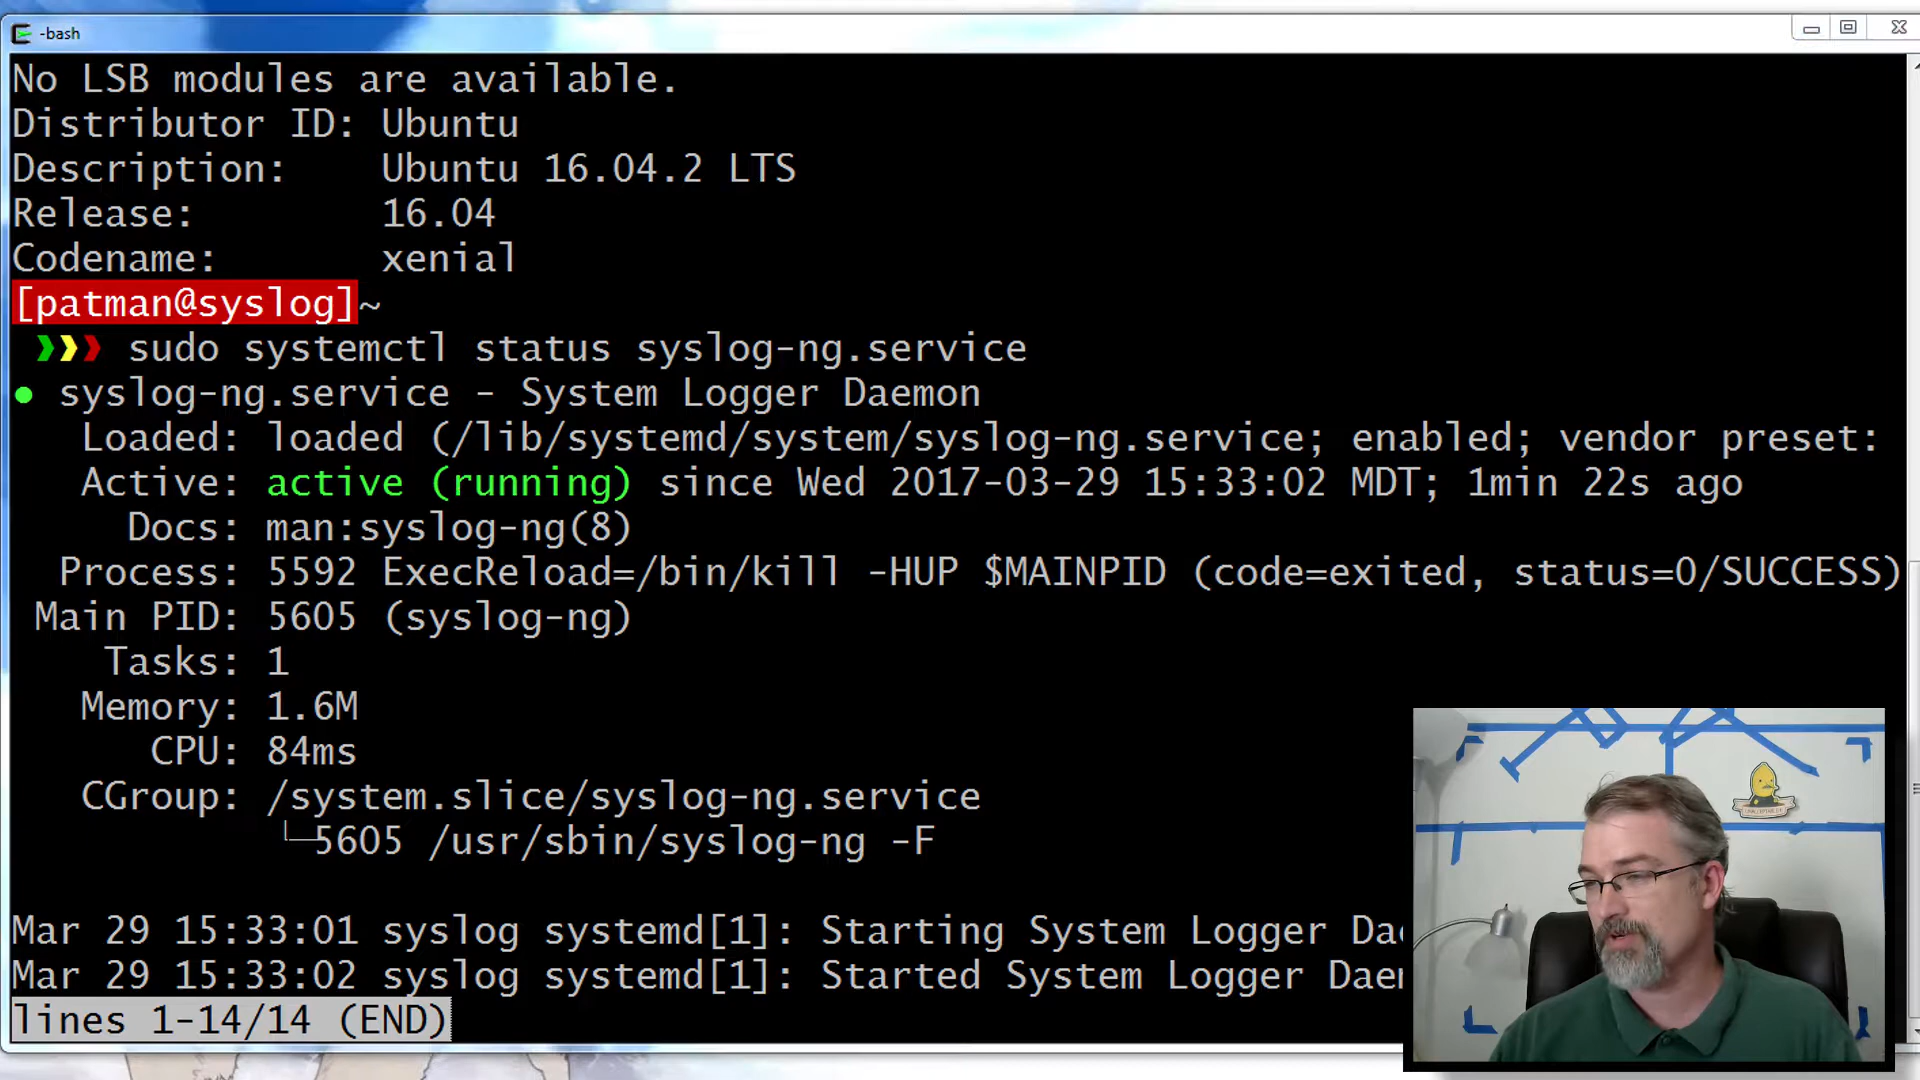 -bash
No LSB modules are available.
Distributor ID: Ubuntu
Description: Ubuntu 16.04.2 LTS
Release: 16.04
Codename: xenial
[patman@syslog]~
❯❯❯ sudo systemctl status syslog-ng.service
● syslog-ng.service - System Logger Daemon
Loaded: loaded (/lib/systemd/system/syslog-ng.service; enabled; vendor preset:
Active: active (running) since Wed 2017-03-29 15:33:02 MDT; 1min 22s ago
Docs: man:syslog-ng(8)
Process: 5592 ExecReload=/bin/kill -HUP $MAINPID (code=exited, status=0/SUCCESS)
Main PID: 5605 (syslog-ng)
Tasks: 1
Memory: 1.6M
CPU: 84ms
CGroup: /system.slice/syslog-ng.service
└─5605 /usr/sbin/syslog-ng -F
Mar 29 15:33:01 syslog systemd[1]: Starting System Logger Dae
Mar 29 15:33:02 syslog systemd[1]: Started System Logger Daem
lines 1-14/14 (END)